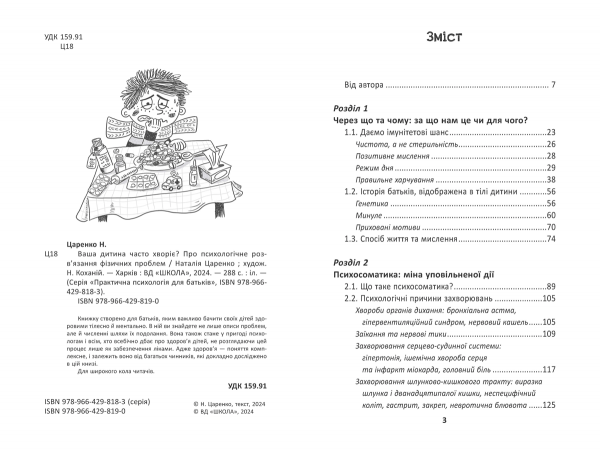 УДК 159.91
Ц18
Царенко Н.
Ц18 Ваша дитина часто хворіє? Про психологічне роз-
в'язання фізичних проблем / Наталія Царенко ; худож.
Н. Коханій. — Харків : ВД «ШКОЛА», 2024. — 288 с. : іл. —
(Серія «Практична психологія для батьків», ISBN 978-966-
429-818-3).
ISBN 978-966-429-819-0
Книжку створено для батьків, яким важливо бачити своїх дітей здо-
ровими тілесно й ментально. В ній ви знайдете не лише описи проблем,
але й численні шляхи їх подолання. Вона також стане у пригоді психо-
логам і всім, хто всебічно дбає про здоров'я дітей, не розглядаючи цей
процес лише як забезпечення ліками. Адже здоров'я — поняття комп-
лексне, і залежить воно від багатьох чинників, які докладно досліджено
в цій книзі.
Для широкого кола читачів.
УДК 159.91
ISBN 978-966-429-818-3 (серія)
ISBN 978-966-429-819-0
© Н. Царенко, текст, 2024
© ВД «ШКОЛА», 2024
Зміст
Від автора 7
Розділ 1
Через що та чому: за що нам це чи для чого?
1.1. Даємо імунітетові шанс 23
Чистота, а не стерильність 26
Позитивне мислення 28
Режим дня 29
Правильне харчування 38
1.2. Історія батьків, відображена в тілі дитини 56
Генетика 56
Минуле 60
Приховані мотиви 70
1.3. Спосіб життя та мислення 74
Розділ 2
Психосоматика: міна уповільненої дії
2.1. Що таке психосоматика? 89
2.2. Психологічні причини захворювань 105
Хвороби органів дихання: бронхіальна астма,
гіпервентиляційний синдром, нервовий кашель 105
Заїкання та нервові тики 109
Захворювання серцево-судинної системи:
гіпертонія, ішемічна хвороба серця
та інфаркт міокарда, головний біль 117
Захворювання шлунково-кишкового тракту: виразка
шлунка і дванадцятипалої кишки, неспецифічний
коліт, гастрит, закреп, невротична блювота 125
3